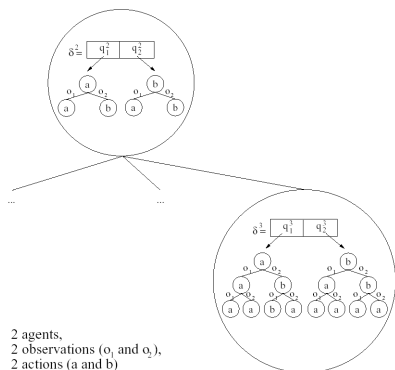 δ² = q₁² q₂²
a b
o₁ o₂ o₁ o₂
a b a b
... ...
δ³ = q₁³ q₂³
a b
o₁ o₂ o₁ o₂
a b a b
o₁ o₂ o₁ o₂ o₁ o₂ o₁ o₂
a a b a a a a a
2 agents,
2 observations (o₁ and o₂),
2 actions (a and b)